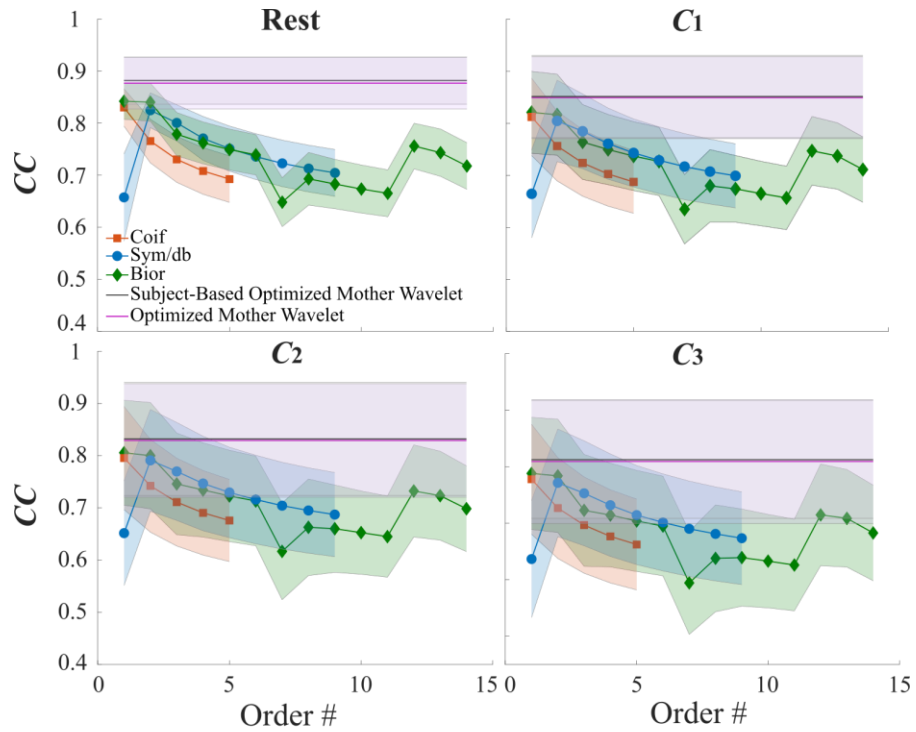 Rest
C1
1
0.9
0.8
0.7
0.6
0.5
0.4
CC
Coif
Sym/db
Bior
Subject-Based Optimized Mother Wavelet
Optimized Mother Wavelet
C2
C3
1
0.9
0.8
0.7
0.6
0.5
0.4
CC
0 5 10 15
0 5 10 15
Order #
Order #